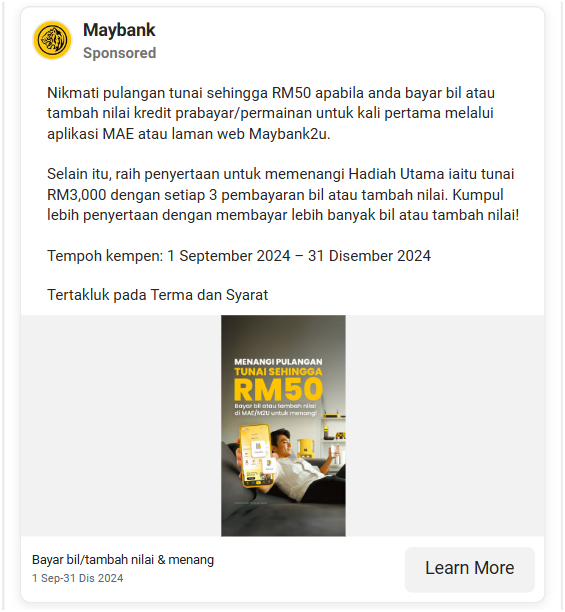 Maybank
Sponsored
Nikmati pulangan tunai sehingga RM50 apabila anda bayar bil atau
tambah nilai kredit prabayar/permainan untuk kali pertama melalui
aplikasi MAE atau laman web Maybank2u.
Selain itu, raih penyertaan untuk memenangi Hadiah Utama iaitu tunai
RM3,000 dengan setiap 3 pembayaran bil atau tambah nilai. Kumpul
lebih penyertaan dengan membayar lebih banyak bil atau tambah nilai!
Tempoh kempen: 1 September 2024 – 31 Disember 2024
Tertakluk pada Terma dan Syarat
MENANGI PULANGAN
TUNAI SEHINGGA
RM50
Bayar bil atau tambah nilai
di MAE/M2U untuk menang!
Bayar bil/tambah nilai & menang
1 Sep-31 Dis 2024
Learn More